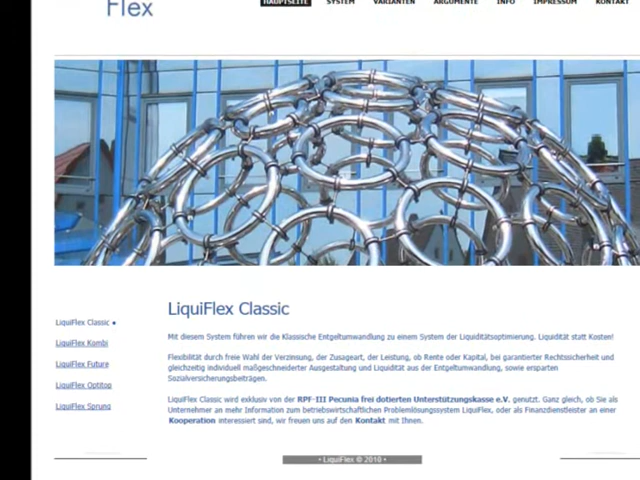 Flex
HAUPTSEITE SYSTEM VARIANTEN ARGUMENTE INFO IMPRESSUM KONTAKT
LiquiFlex Classic
LiquiFlex Classic •
Mit diesem System führen wir die Klassische Entgeltumwandlung zu einem System der Liquiditätsoptimierung. Liquidität statt Kosten!
LiquiFlex Kombi
Flexibilität durch freie Wahl der Verzinsung, der Zusageart, der Leistung, ob Rente oder Kapital, bei garantierter Rechtssicherheit und
LiquiFlex Future
gleichzeitig individuell maßgeschneiderter Ausgestaltung und Liquidität aus der Entgeltumwandlung, sowie ersparten
Sozialversicherungsbeträgen.
LiquiFlex Optitop
LiquiFlex Classic wird exklusiv von der RPF-III Pecunia frei dotierten Unterstützungskasse e.V. genutzt. Ganz gleich, ob Sie als
LiquiFlex Sprung
Unternehmer an mehr Information zum betriebswirtschaftlichen Problemlösungssystem LiquiFlex, oder als Finanzdienstleister an einer
Kooperation interessiert sind, wir freuen uns auf den Kontakt mit Ihnen.
• LiquiFlex © 2010 •